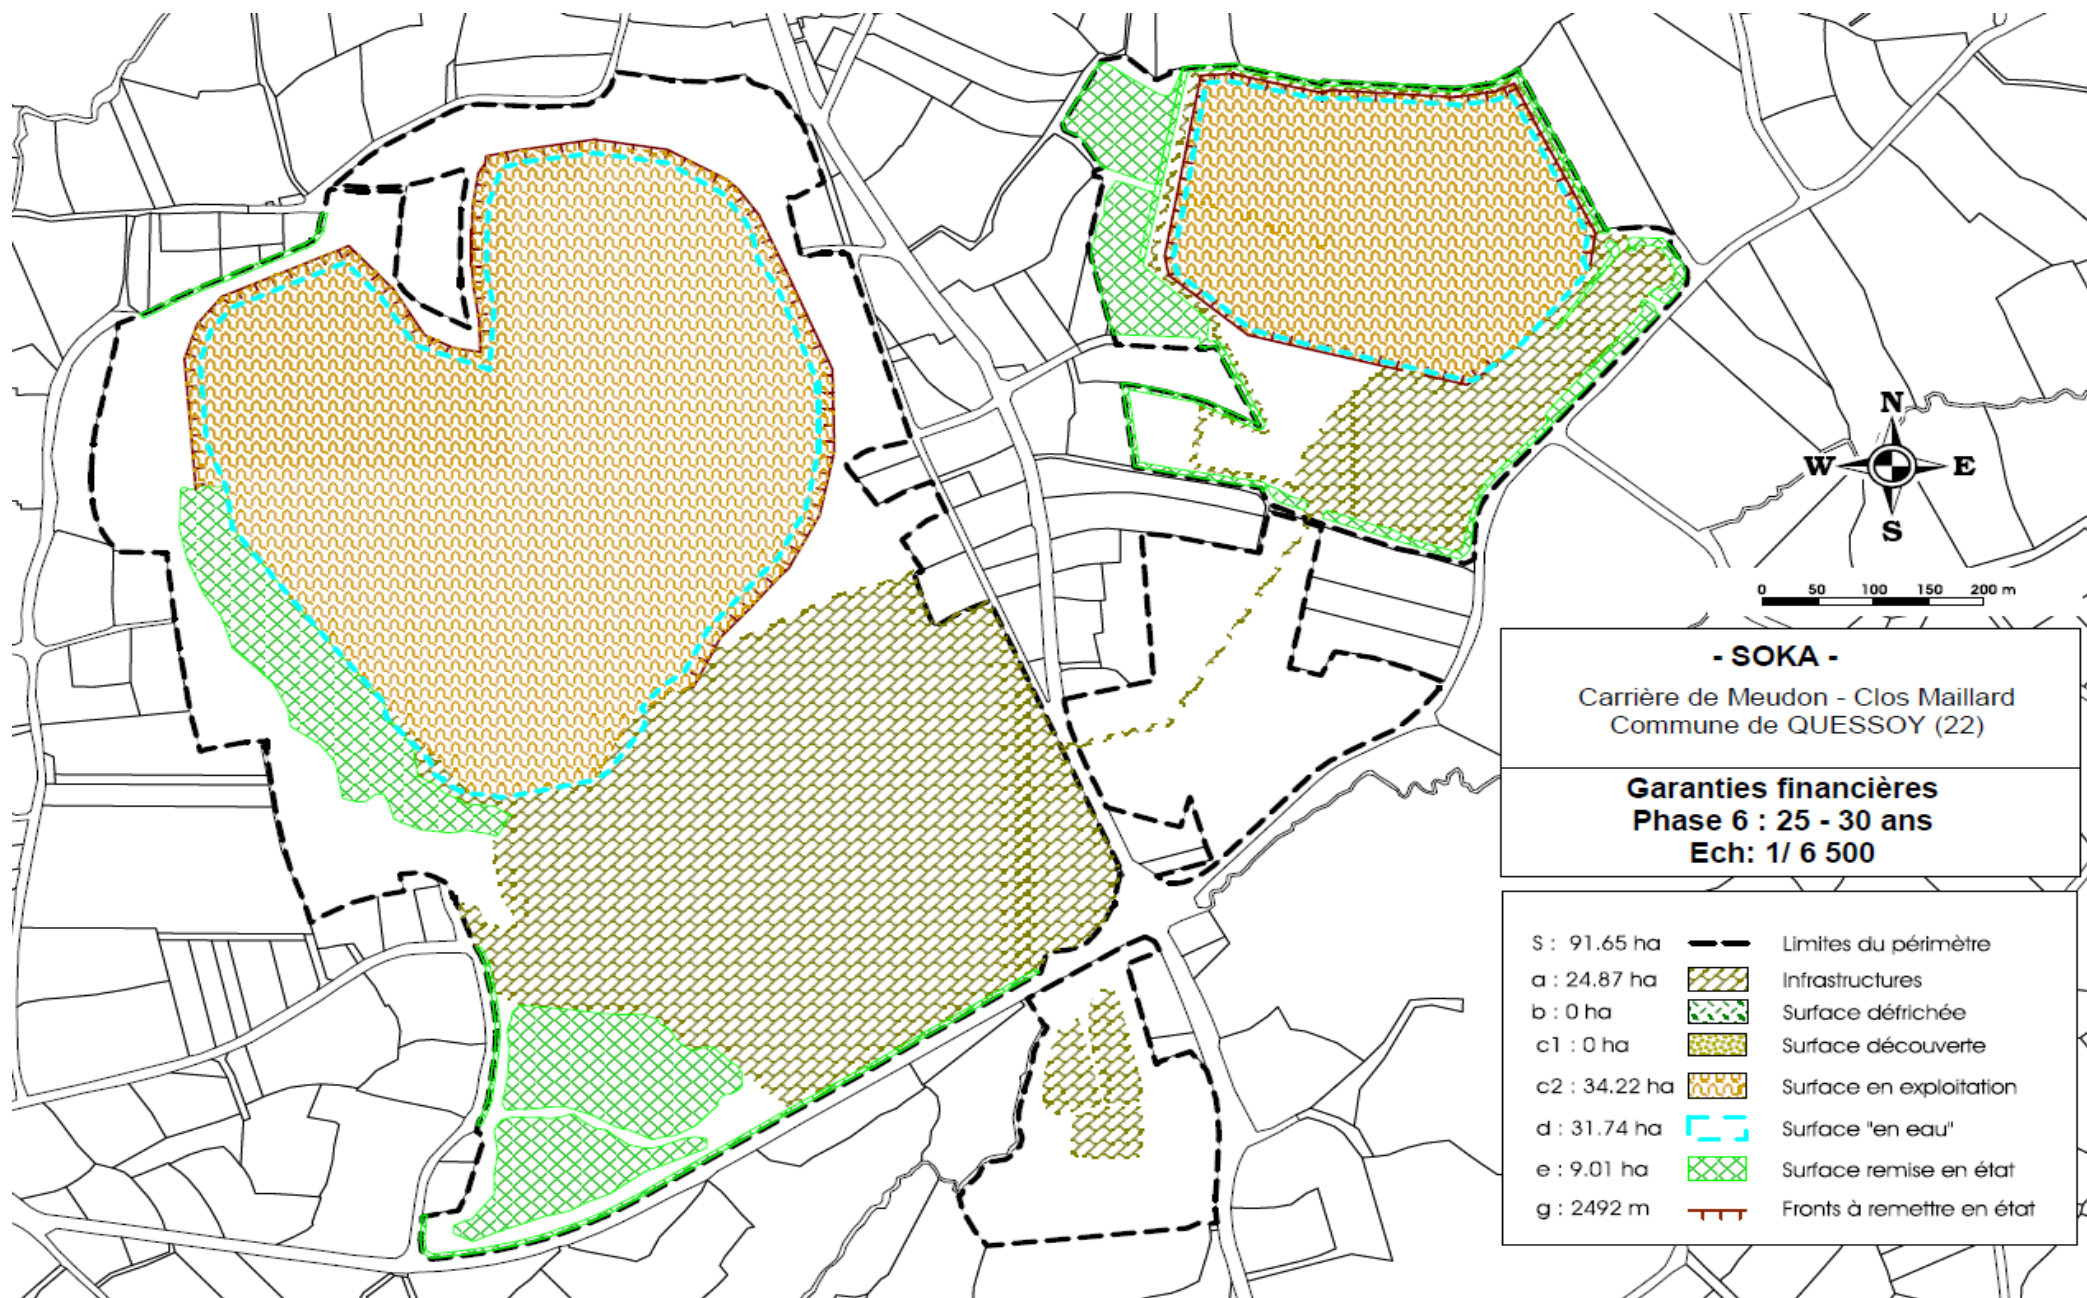 N
W E
S
0 50 100 150 200 m
- SOKA -
Carrière de Meudon - Clos Maillard
Commune de QUESSOY (22)
Garanties financières
Phase 6 : 25 - 30 ans
Ech: 1/ 6 500
S : 91.65 ha Limites du périmètre
a : 24.87 ha Infrastructures
b : 0 ha Surface défrichée
c1 : 0 ha Surface découverte
c2 : 34.22 ha Surface en exploitation
d : 31.74 ha Surface "en eau"
e : 9.01 ha Surface remise en état
g : 2492 m Fronts à remettre en état